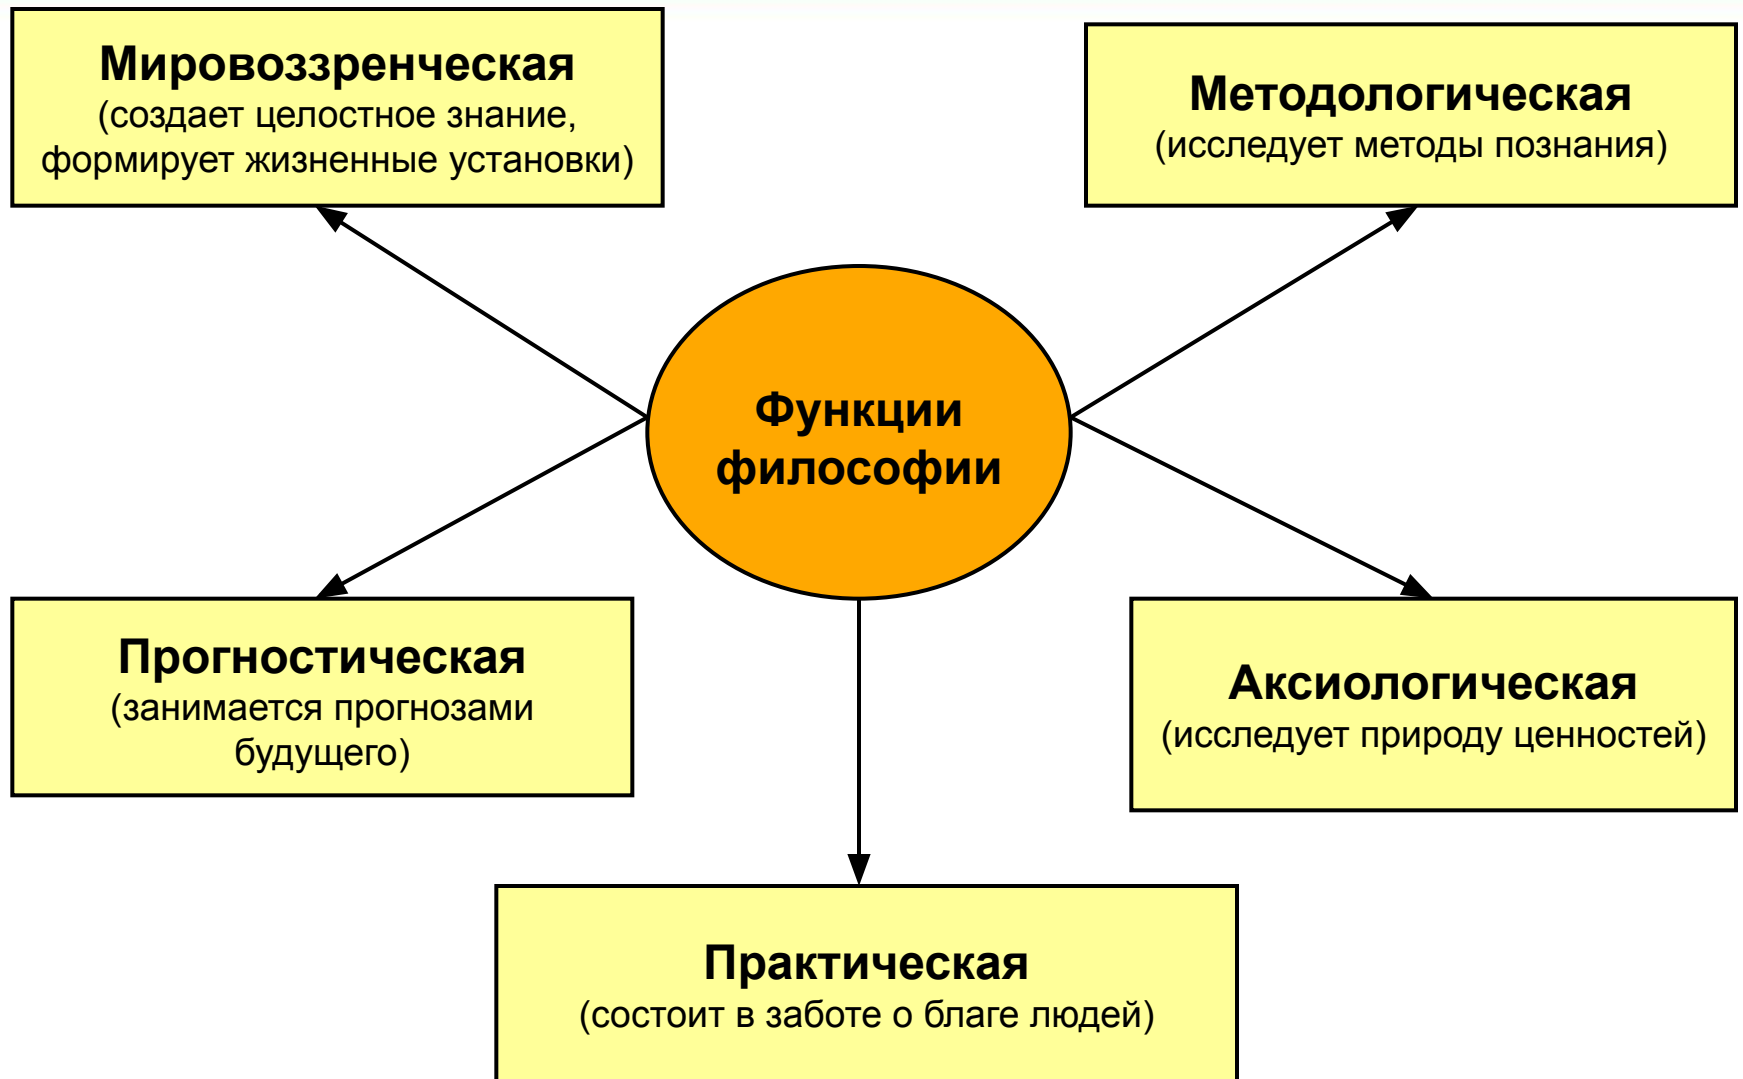 Мировоззренческая
(создает целостное знание,
формирует жизненные установки)
Методологическая
(исследует методы познания)
Функции
философии
Прогностическая
(занимается прогнозами
будущего)
Аксиологическая
(исследует природу ценностей)
Практическая
(состоит в заботе о благе людей)